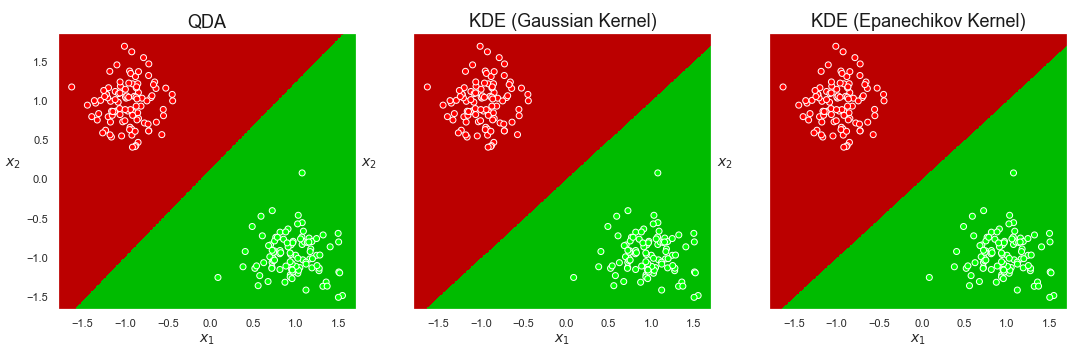 QDA
KDE (Gaussian Kernel)
KDE (Epanechikov Kernel)
1.5
1.0
0.5
0.0
−0.5
−1.0
−1.5
x₂
x₂
x₂
−1.5 −1.0 −0.5 0.0 0.5 1.0 1.5
−1.5 −1.0 −0.5 0.0 0.5 1.0 1.5
−1.5 −1.0 −0.5 0.0 0.5 1.0 1.5
x₁
x₁
x₁